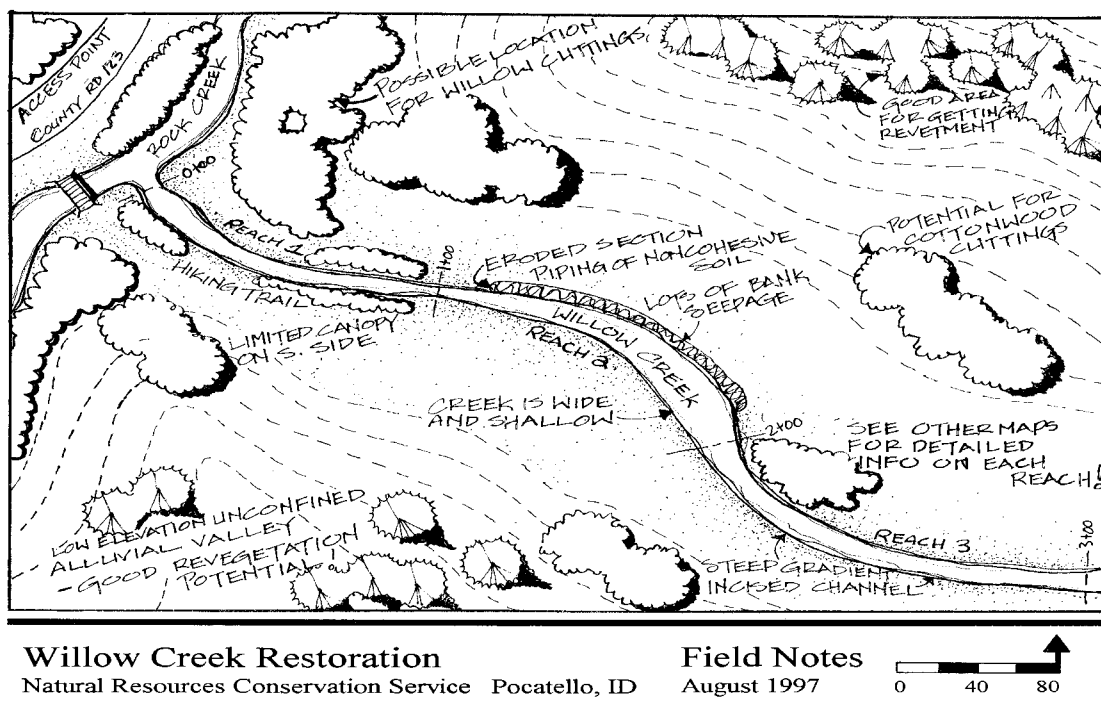 ACCESS POINT
COUNTY RD 123
ROCK CREEK
0+00
POSSIBLE LOCATION
FOR WILLOW CUTTINGS
GOOD AREA
FOR GETTING
REVETMENT
POTENTIAL FOR
COTTONWOOD
CUTTINGS
REACH 1
1+00
HIKING TRAIL
LIMITED CANOPY
ON S. SIDE
ERODED SECTION
PIPING OF NONCOHESIVE
SOIL
LOTS OF BANK
SEEPAGE
WILLOW CREEK
REACH 2
CREEK IS WIDE
AND SHALLOW
2+00
SEE OTHER MAPS
FOR DETAILED
INFO ON EACH
REACH
LOW ELEVATION UNCONFINED
ALLUVIAL VALLEY
- GOOD REVEGETATION
POTENTIAL
STEEP GRADIENT
INCISED CHANNEL
REACH 3
3+00
Willow Creek Restoration
Natural Resources Conservation Service Pocatello, ID
Field Notes
August 1997
0 40 80